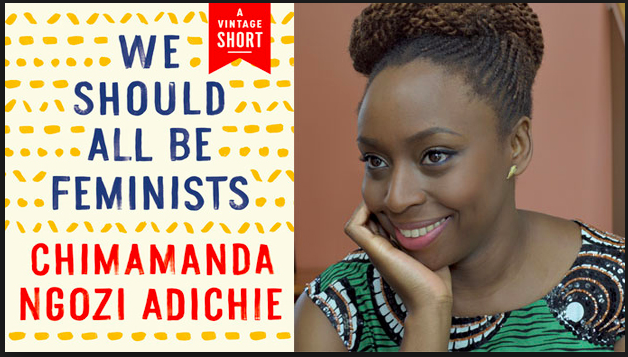 A
VINTAGE
SHORT
WE
SHOULD
ALL BE
FEMINISTS
CHIMAMANDA
NGOZI ADICHIE